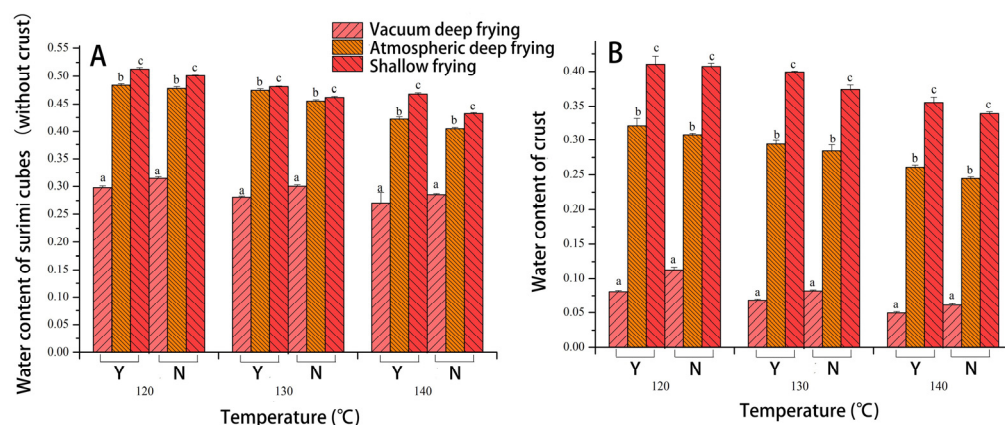 A
Vacuum deep frying
Atmospheric deep frying
Shallow frying
Water content of surimi cubes (without crust)
0.55
0.50
0.45
0.40
0.35
0.30
0.25
0.20
0.15
0.10
0.05
0.00
a b c a b c a b c a b c a b c a b c
Y N Y N Y N
120 130 140
Temperature (℃)
B
Water content of crust
0.40
0.35
0.30
0.25
0.20
0.15
0.10
0.05
0.00
a b c a b c a b c a b c a b c a b c
Y N Y N Y N
120 130 140
Temperature (℃)